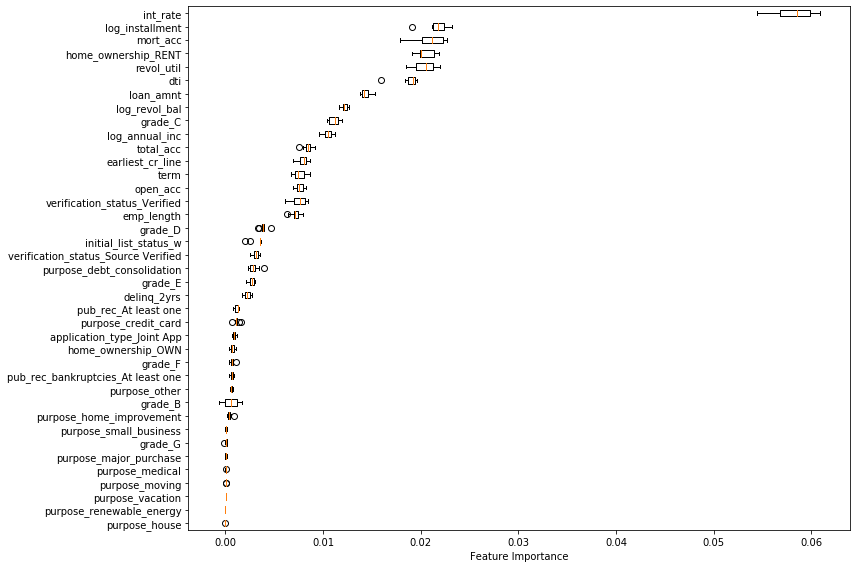 int_rate
log_installment
mort_acc
home_ownership_RENT
revol_util
dti
loan_amnt
log_revol_bal
grade_C
log_annual_inc
total_acc
earliest_cr_line
term
open_acc
verification_status_Verified
emp_length
grade_D
initial_list_status_w
verification_status_Source Verified
purpose_debt_consolidation
grade_E
delinq_2yrs
pub_rec_At least one
purpose_credit_card
application_type_Joint App
home_ownership_OWN
grade_F
pub_rec_bankruptcies_At least one
purpose_other
grade_B
purpose_home_improvement
purpose_small_business
grade_G
purpose_major_purchase
purpose_medical
purpose_moving
purpose_vacation
purpose_renewable_energy
purpose_house
0.00 0.01 0.02 0.03 0.04 0.05 0.06
Feature Importance